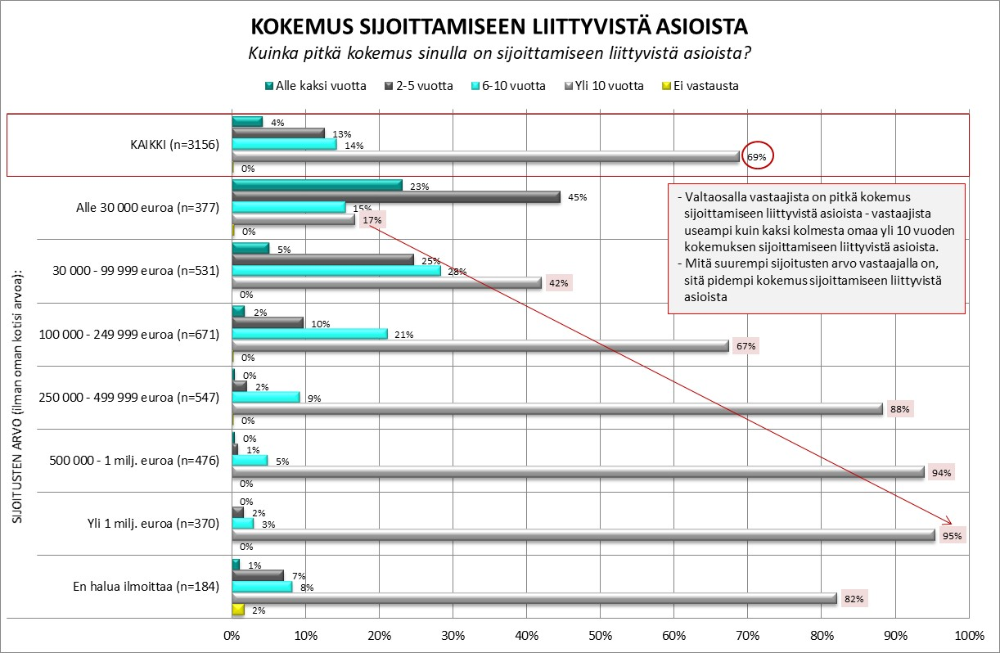 KOKEMUS SIJOITTAMISEEN LIITTYVISTÄ ASIOISTA
Kuinka pitkä kokemus sinulla on sijoittamiseen liittyvistä asioista?
Alle kaksi vuotta 2-5 vuotta 6-10 vuotta Yli 10 vuotta Ei vastausta
KAIKKI (n=3156)
4%
13%
14%
69%
0%
Alle 30 000 euroa (n=377)
23%
45%
15%
17%
0%
- Valtaosalla vastaajista on pitkä kokemus
sijoittamiseen liittyvistä asioista - vastaajista
useampi kuin kaksi kolmesta omaa yli 10 vuoden
kokemuksen sijoittamiseen liittyvistä asioista.
- Mitä suurempi sijoitusten arvo vastaajalla on,
sitä pidempi kokemus sijoittamiseen liittyvistä
asioista
SIJOITUSTEN ARVO (ilman oman kotisi arvoa):
30 000 - 99 999 euroa (n=531)
5%
25%
28%
42%
0%
100 000 - 249 999 euroa (n=671)
2%
10%
21%
67%
0%
250 000 - 499 999 euroa (n=547)
0%
2%
9%
88%
0%
500 000 - 1 milj. euroa (n=476)
0%
1%
5%
94%
0%
Yli 1 milj. euroa (n=370)
0%
2%
3%
95%
0%
En halua ilmoittaa (n=184)
1%
7%
8%
82%
2%
0% 10% 20% 30% 40% 50% 60% 70% 80% 90% 100%